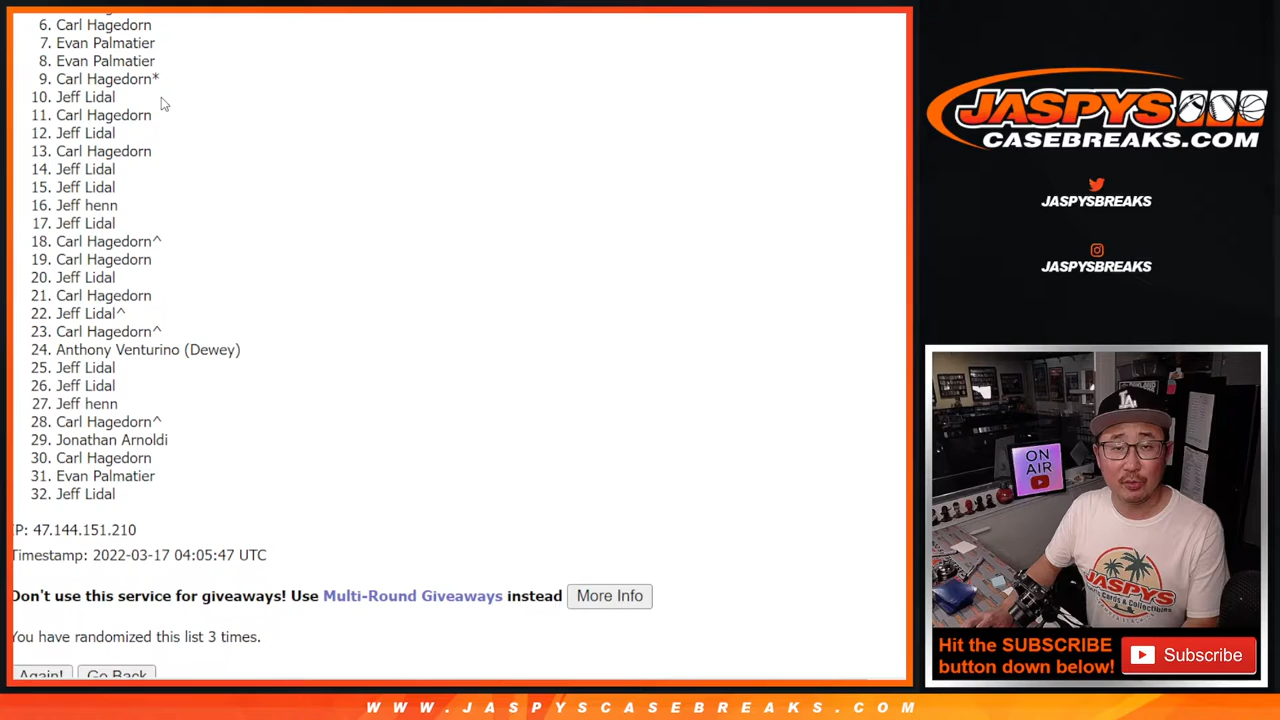 6. Carl Hagedorn
7. Evan Palmatier
8. Evan Palmatier
9. Carl Hagedorn*
10. Jeff Lidal
11. Carl Hagedorn
12. Jeff Lidal
13. Carl Hagedorn
14. Jeff Lidal
15. Jeff Lidal
16. Jeff henn
17. Jeff Lidal
18. Carl Hagedorn^
19. Carl Hagedorn
20. Jeff Lidal
21. Carl Hagedorn
22. Jeff Lidal^
23. Carl Hagedorn^
24. Anthony Venturino (Dewey)
25. Jeff Lidal
26. Jeff Lidal
27. Jeff henn
28. Carl Hagedorn^
29. Jonathan Arnoldi
30. Carl Hagedorn
31. Evan Palmatier
32. Jeff Lidal
IP: 47.144.151.210
Timestamp: 2022-03-17 04:05:47 UTC
Don't use this service for giveaways! Use Multi-Round Giveaways instead More Info
You have randomized this list 3 times.
Again! Go Back
JASPYS
CASEBREAKS.COM
JASPYSBREAKS
JASPYSBREAKS
ON
AIR
LA
JASPY'S
Hit the SUBSCRIBE
button down below!
Subscribe
WWW.JASPYSCASEBREAKS.COM